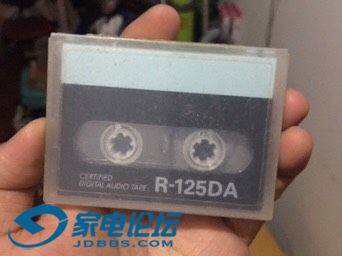 CERTIFIED
DIGITAL AUDIO TAPE R-125DA
家电论坛
JDBBS.COM